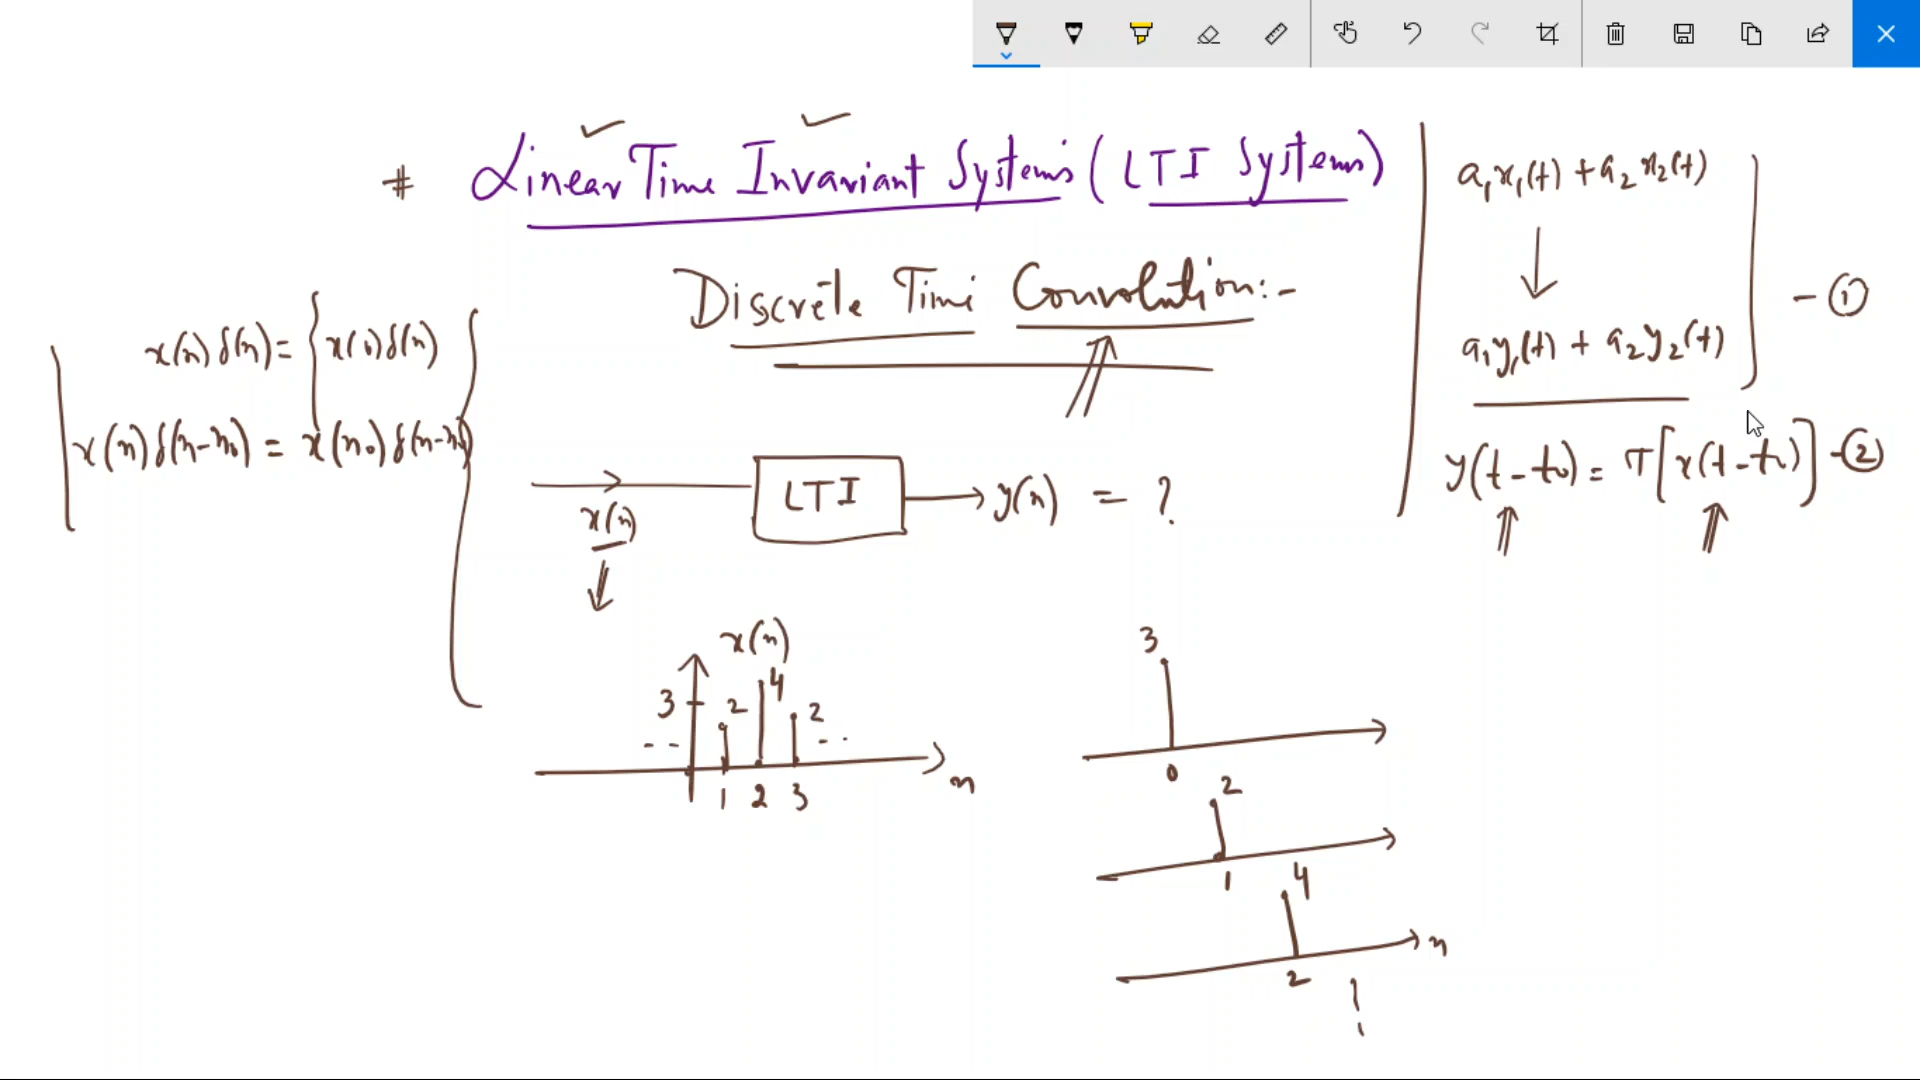 # Linear Time Invariant Systems (LTI Systems)
Discrete Time Convolution:-
x(n) δ(n) = { x(0) δ(n)
x(n) δ(n-n₀) = x(n₀) δ(n-n₀)
a₁x₁(t) + a₂x₂(t)
↓
a₁y₁(t) + a₂y₂(t)
- ①
y(t-t₀) = T[x(t-t₀)] - ②
x(n)
LTI
→ y(n) = ?
x(n)
3 2 4 2
-- --
1 2 3
n
3
0
2
1
4
2
n